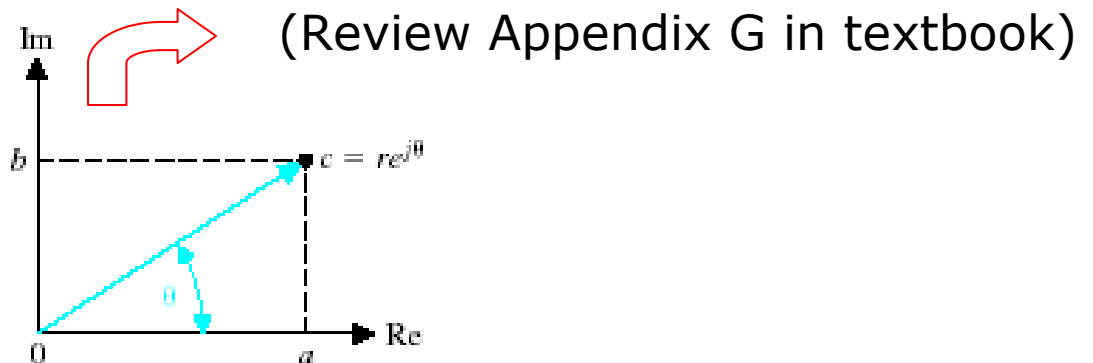 (Review Appendix G in textbook)
Im
b
c = re^{jθ}
θ
0
a
Re